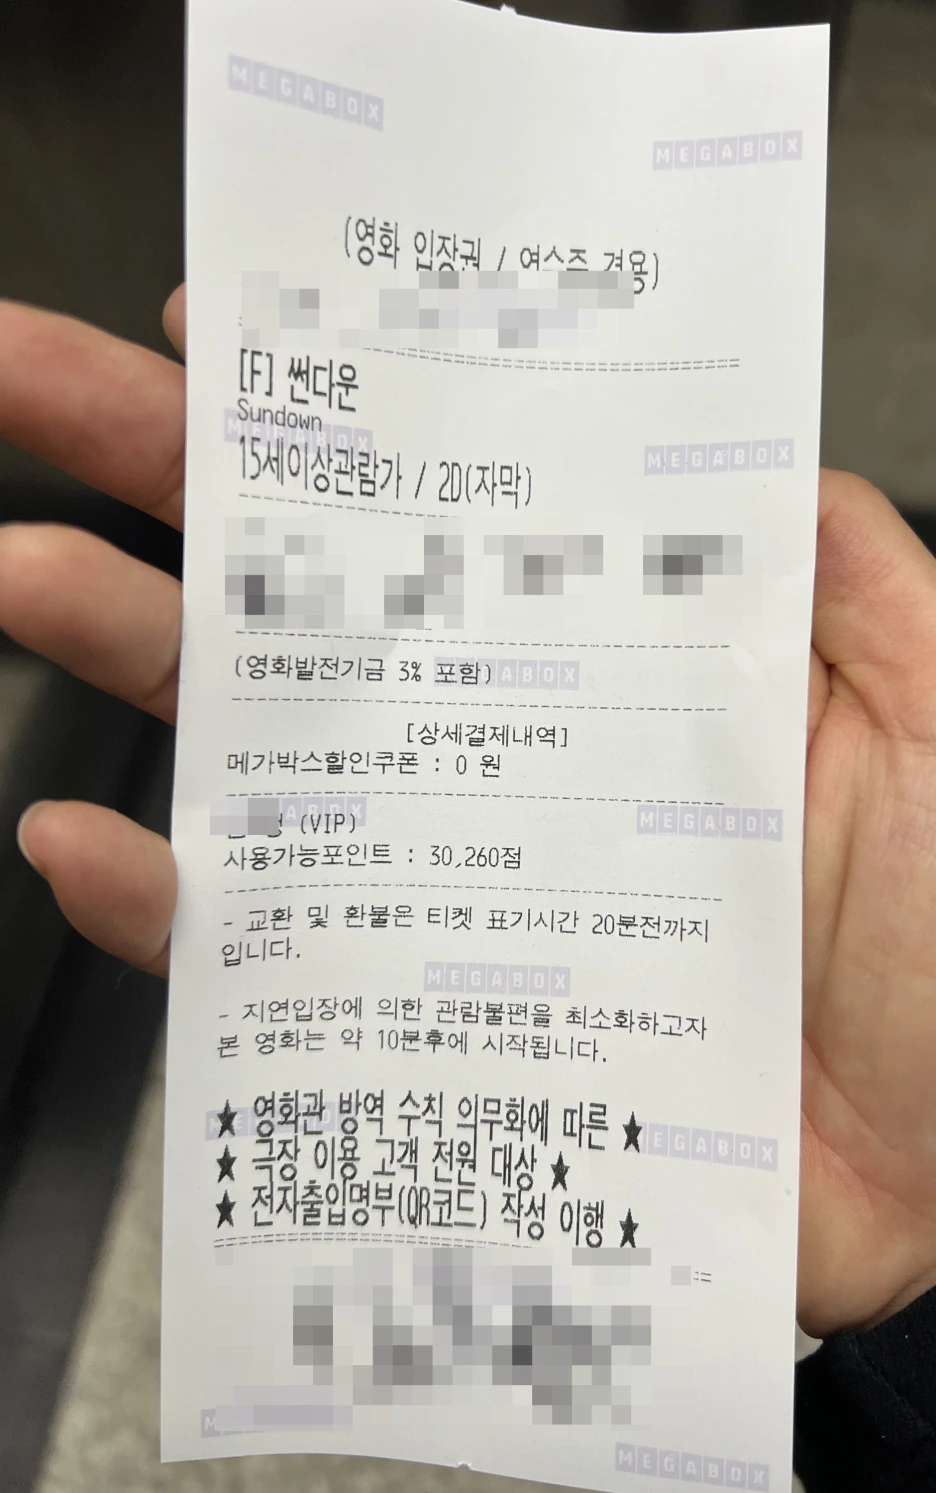 MEGABOX
MEGABOX
(영화 입장권 / 영수증 겸용)
[F] 썬다운
Sundown
MEGABOX
MEGABOX
15세이상관람가 / 2D(자막)
(영화발전기금 3% 포함)
ABOX
[상세결제내역]
메가박스할인쿠폰 : 0 원
ABOX
MEGABOX
(VIP)
사용가능포인트 : 30,260점
- 교환 및 환불은 티켓 표기시간 20분전까지
입니다.
MEGABOX
- 지연입장에 의한 관람불편을 최소화하고자
본 영화는 약 10분후에 시작됩니다.
★ 영화관 방역 수칙 의무화에 따른 ★
EGABOX
★ 극장 이용 고객 전원 대상 ★
★ 전자출입명부(QR코드) 작성 이행 ★
==
M
MEGABOX